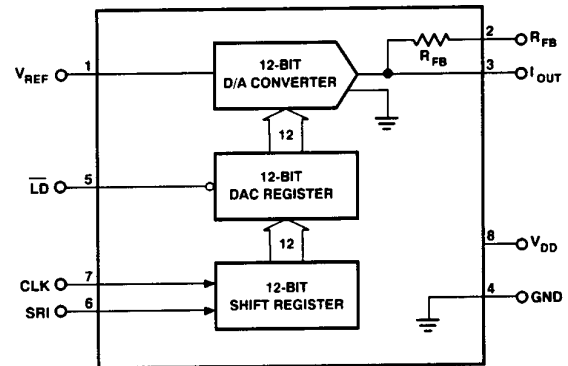 V_REF 1
12-BIT
D/A CONVERTER
2 R_FB
R_FB
3 I_OUT
12
LD 5
12-BIT
DAC REGISTER
12
8 V_DD
CLK 7
SRI 6
12-BIT
SHIFT REGISTER
4 GND